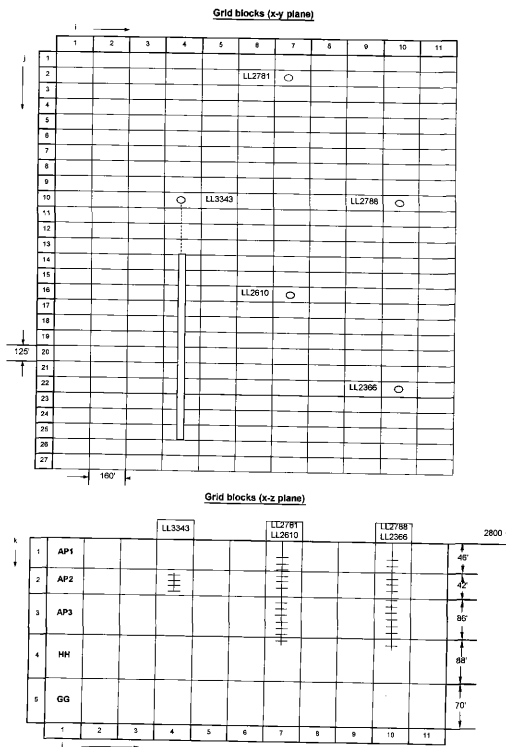 Grid blocks (x-y plane)
i
1 2 3 4 5 6 7 8 9 10 11
j
1
2 LL2781
3
4
5
6
7
8
9
10 LL3343 LL2788
11
12
13
14
15
16 LL2610
17
18
19
125' 20
21
22 LL2366
23
24
25
26
27
160'
Grid blocks (x-z plane)
LL3343 LL2781 LL2788 2800
LL2610 LL2366
k
1 AP1 46'
2 AP2 42'
3 AP3 86'
4 HH 88'
5 GG 70'
1 2 3 4 5 6 7 8 9 10 11
i